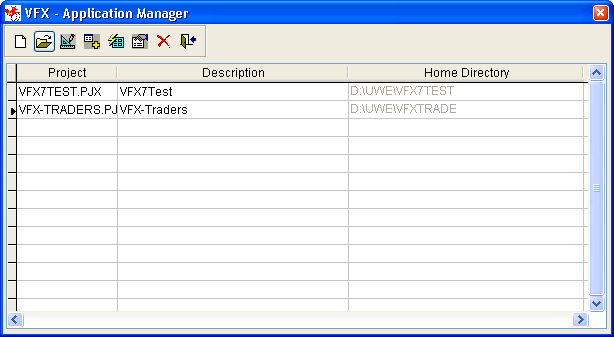 VFX - Application Manager
Project Description Home Directory
VFX7TEST.PJX VFX7Test D:\UWE\VFX7TEST
VFX-TRADERS.PJ VFX-Traders D:\UWE\VFXTRADE